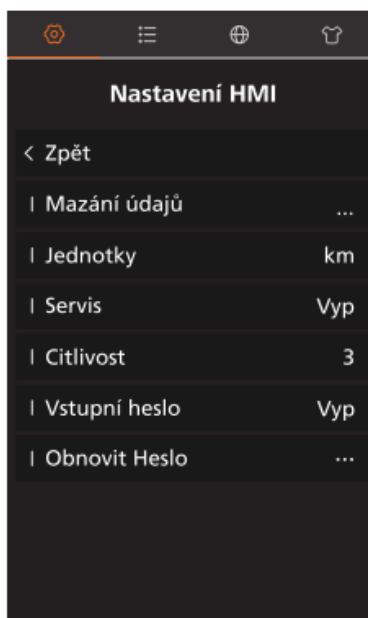 Nastavení HMI
< Zpět
| Mazání údajů ...
| Jednotky km
| Servis Vyp
| Citlivost 3
| Vstupní heslo Vyp
| Obnovit Heslo ...